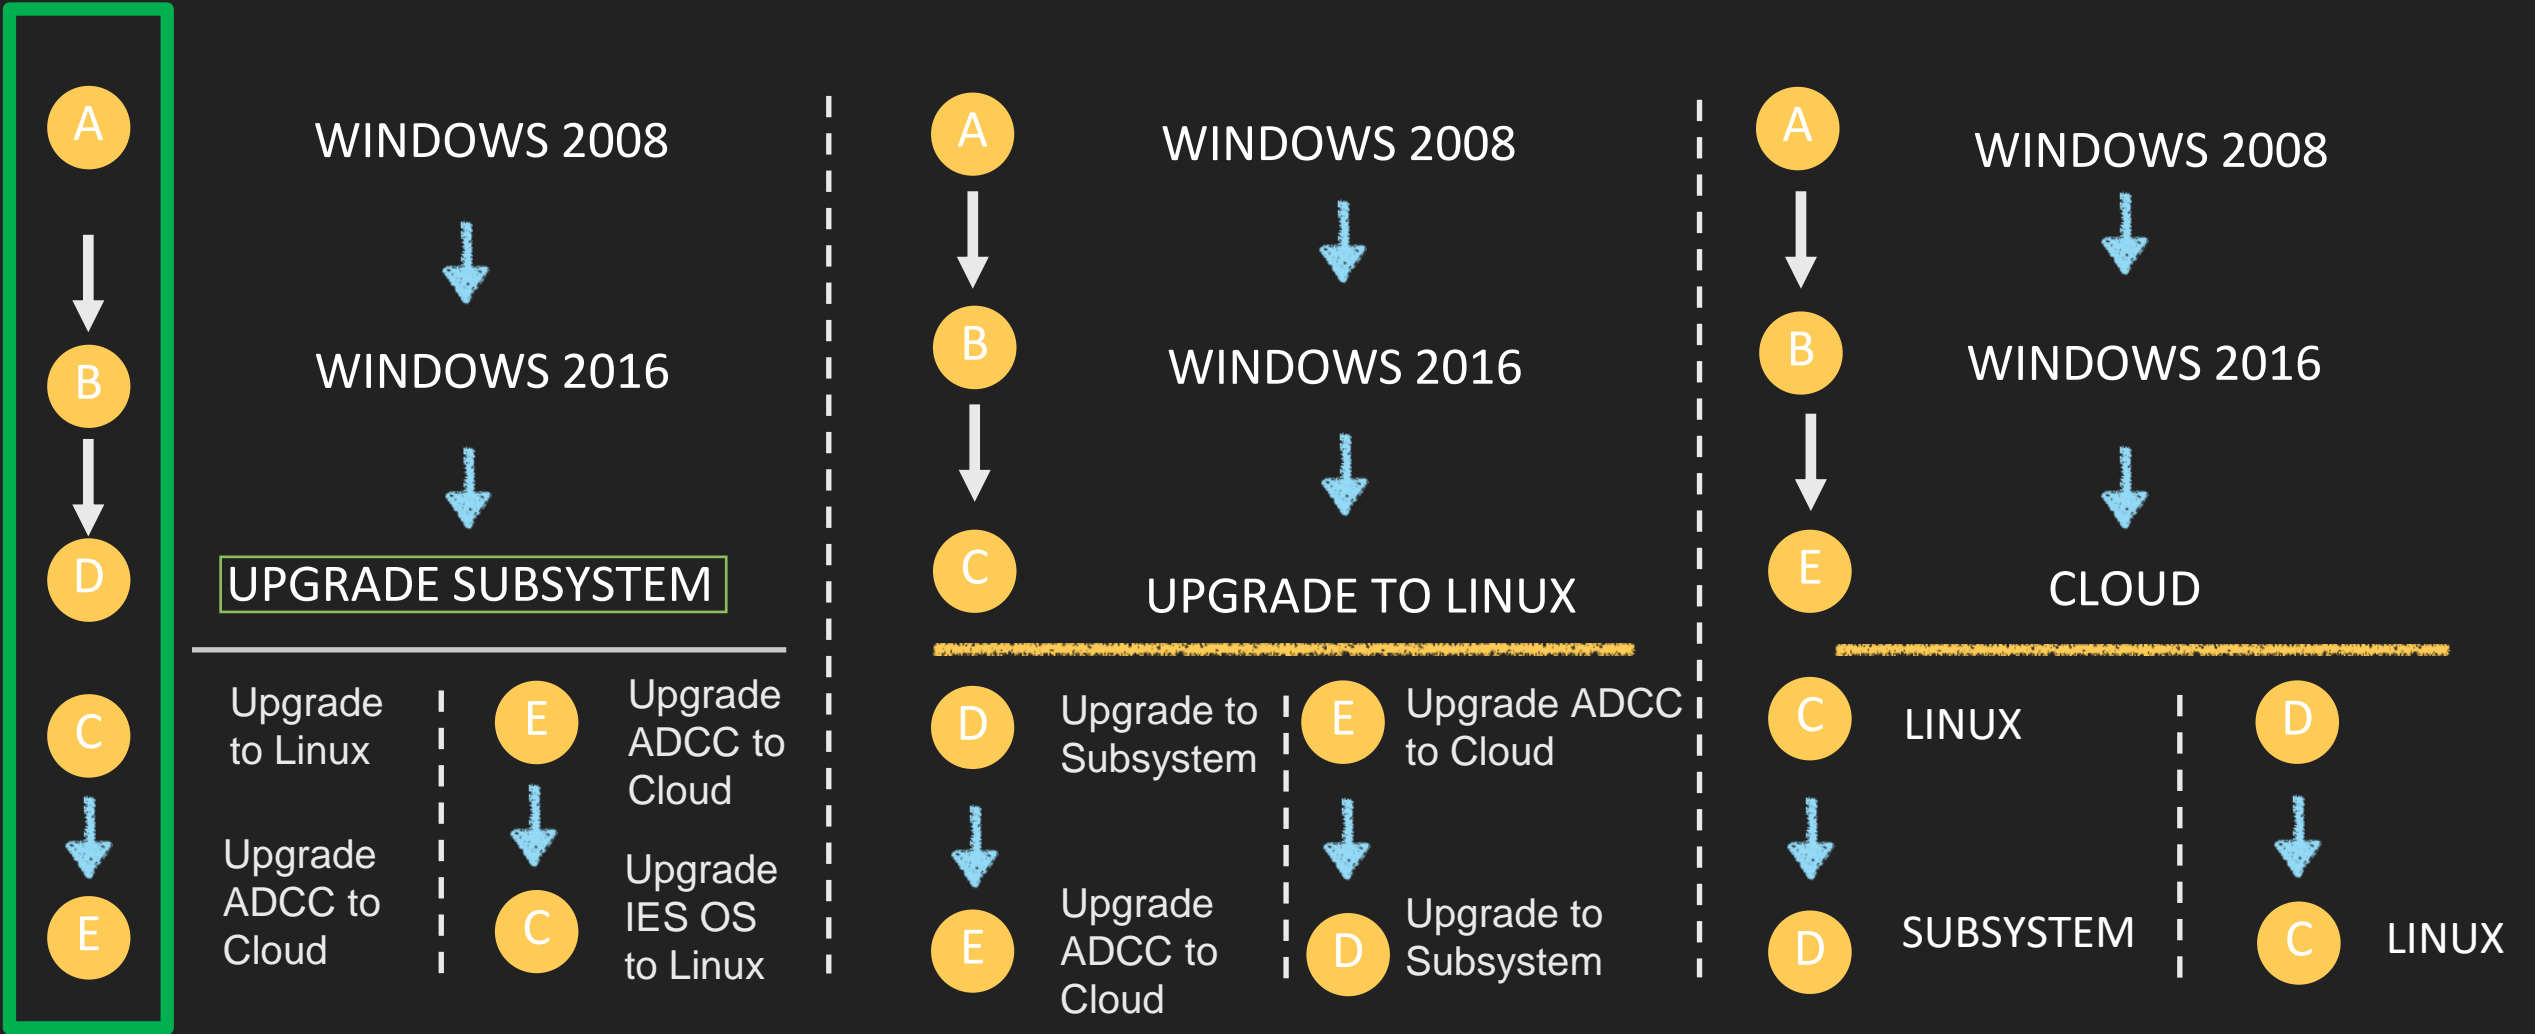 A
WINDOWS 2008
B
WINDOWS 2016
D
UPGRADE SUBSYSTEM
C
Upgrade
to Linux
E
Upgrade
ADCC to
Cloud
E
Upgrade
ADCC to
Cloud
C
Upgrade
IES OS
to Linux
A
WINDOWS 2008
B
WINDOWS 2016
C
UPGRADE TO LINUX
D
Upgrade to
Subsystem
E
Upgrade
ADCC to
Cloud
E
Upgrade ADCC
to Cloud
D
Upgrade to
Subsystem
A
WINDOWS 2008
B
WINDOWS 2016
E
CLOUD
C
LINUX
D
SUBSYSTEM
D
C
LINUX